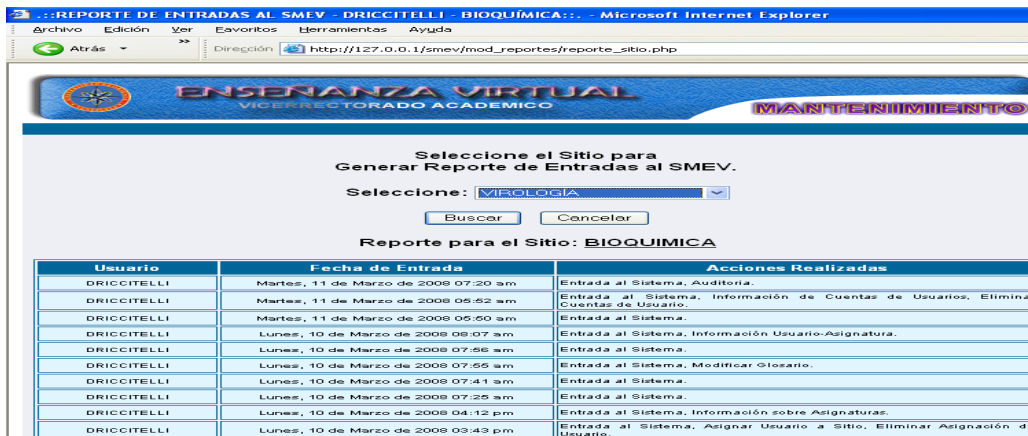 .::REPORTE DE ENTRADAS AL SMEV - DRICCITELLI - BIOQUÍMICA::. - Microsoft Internet Explorer
Archivo Edición Ver Favoritos Herramientas Ayuda
Atrás » Dirección http://127.0.0.1/smev/mod_reportes/reporte_sitio.php
ENSEÑANZA VIRTUAL
VICERRECTORADO ACADEMICO
MANTENIMIENTO
Seleccione el Sitio para
Generar Reporte de Entradas al SMEV.
Seleccione: VIROLOGÍA
Buscar Cancelar
Reporte para el Sitio: BIOQUIMICA
Usuario Fecha de Entrada Acciones Realizadas
DRICCITELLI Martes, 11 de Marzo de 2008 07:20 am Entrada al Sistema, Auditoria.
DRICCITELLI Martes, 11 de Marzo de 2008 05:52 am Entrada al Sistema, Información de Cuentas de Usuarios, Elimina
Cuentas de Usuario.
DRICCITELLI Martes, 11 de Marzo de 2008 05:50 am Entrada al Sistema.
DRICCITELLI Lunes, 10 de Marzo de 2008 08:07 am Entrada al Sistema, Información Usuario-Asignatura.
DRICCITELLI Lunes, 10 de Marzo de 2008 07:56 am Entrada al Sistema.
DRICCITELLI Lunes, 10 de Marzo de 2008 07:55 am Entrada al Sistema, Modificar Glosario.
DRICCITELLI Lunes, 10 de Marzo de 2008 07:41 am Entrada al Sistema.
DRICCITELLI Lunes, 10 de Marzo de 2008 07:25 am Entrada al Sistema.
DRICCITELLI Lunes, 10 de Marzo de 2008 04:12 pm Entrada al Sistema, Información sobre Asignaturas.
DRICCITELLI Lunes, 10 de Marzo de 2008 03:43 pm Entrada al Sistema, Asignar Usuario a Sitio, Eliminar Asignación d
Usuario.